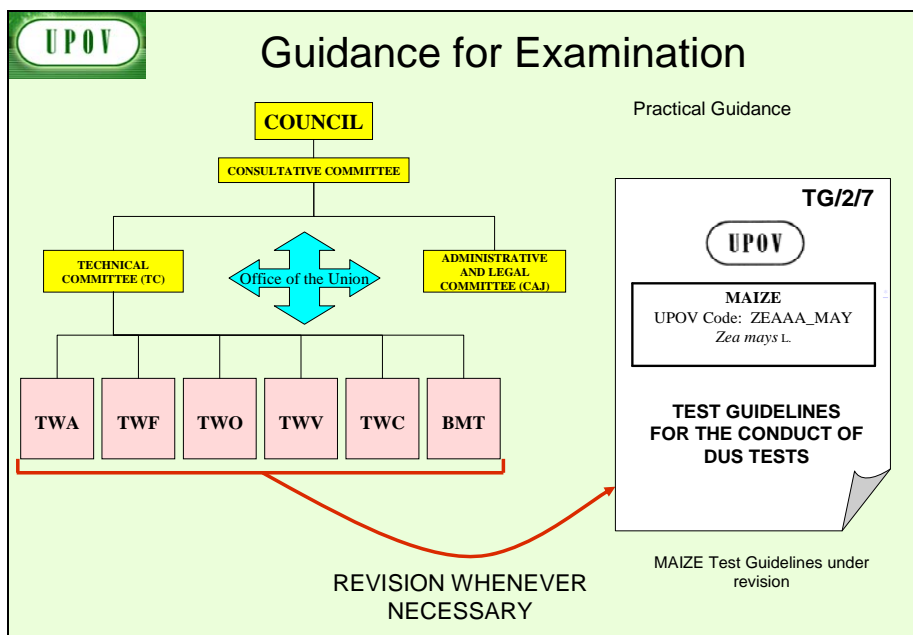 UPOV
Guidance for Examination
Practical Guidance
COUNCIL
CONSULTATIVE COMMITTEE
TECHNICAL
COMMITTEE (TC)
Office of the Union
ADMINISTRATIVE
AND LEGAL
COMMITTEE (CAJ)
TWA
TWF
TWO
TWV
TWC
BMT
TG/2/7
UPOV
MAIZE
UPOV Code: ZEAAA_MAY
Zea mays L.
TEST GUIDELINES
FOR THE CONDUCT OF
DUS TESTS
REVISION WHENEVER
NECESSARY
MAIZE Test Guidelines under
revision